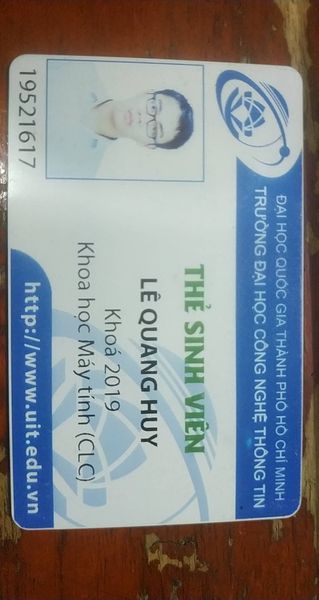 ĐẠI HỌC QUỐC GIA THÀNH PHỐ HỒ CHÍ MINH
TRƯỜNG ĐẠI HỌC CÔNG NGHỆ THÔNG TIN
THẺ SINH VIÊN
LÊ QUANG HUY
Khoá 2019
Khoa học Máy tính (CLC)
19521617
http://www.uit.edu.vn